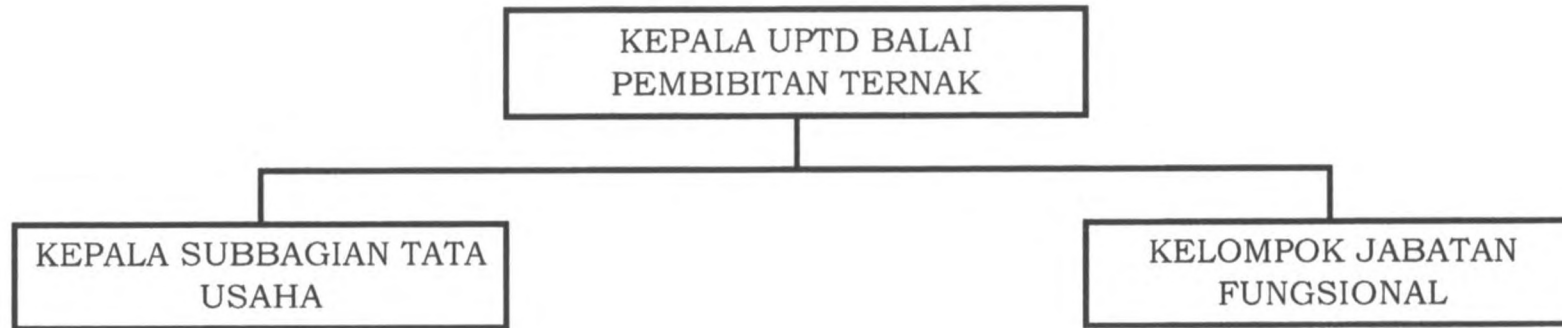 KEPALA UPTD BALAI
PEMBIBITAN TERNAK
KEPALA SUBBAGIAN TATA
USAHA
KELOMPOK JABATAN
FUNGSIONAL